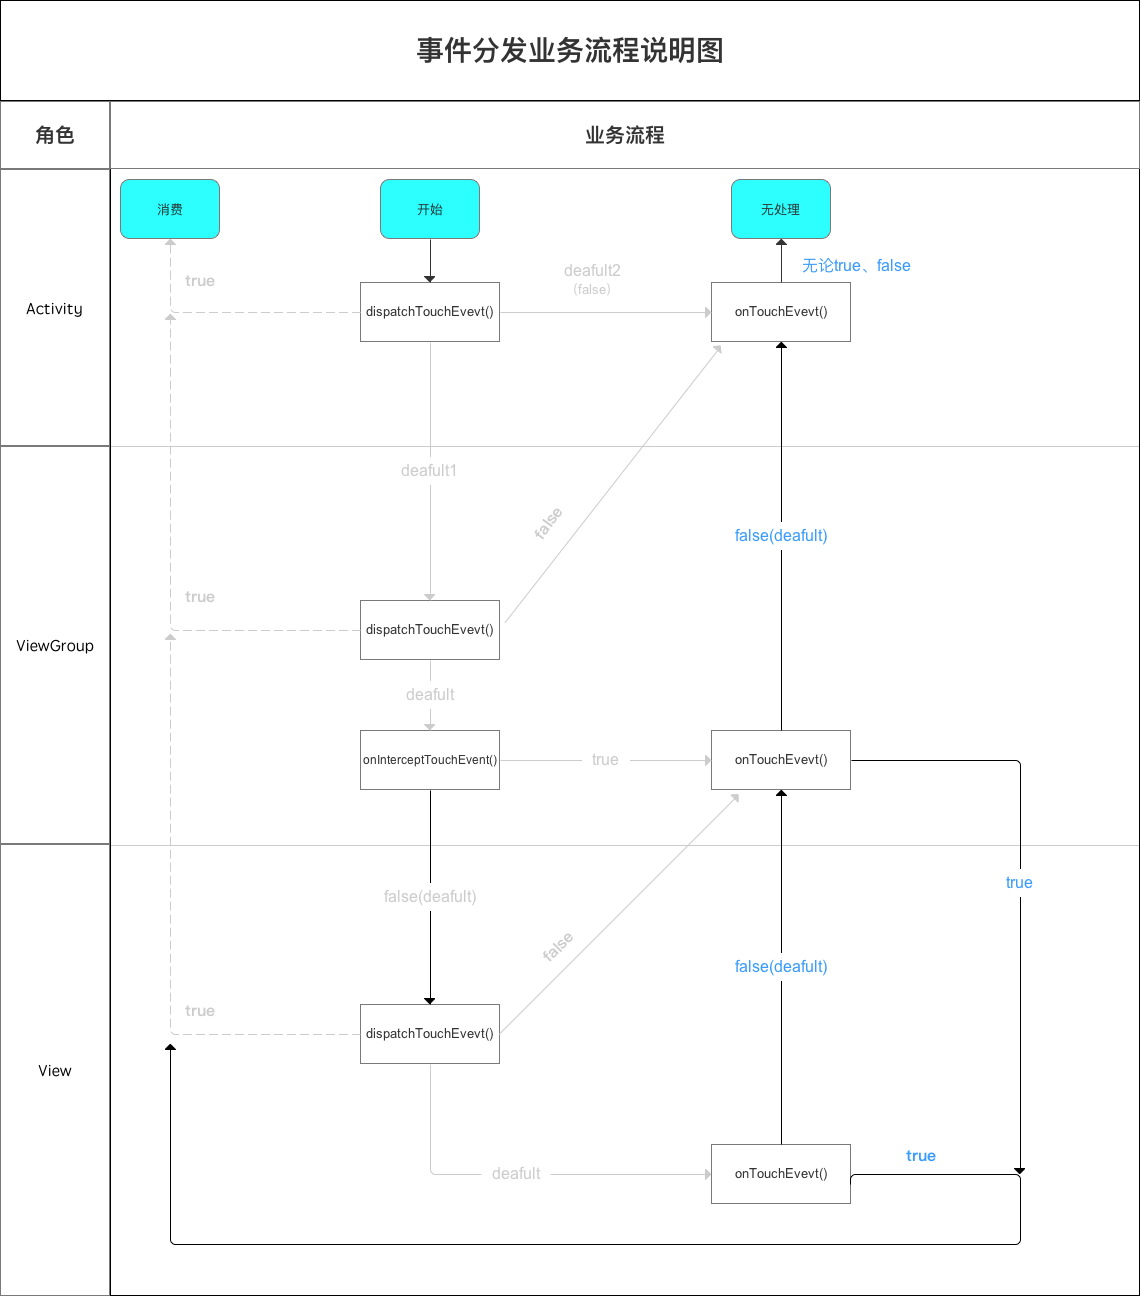 事件分发业务流程说明图
角色
业务流程
消费
开始
无处理
true
deafult2
（false）
无论true、false
Activity
dispatchTouchEvevt()
onTouchEvevt()
deafult1
false
false(deafult)
true
ViewGroup
dispatchTouchEvevt()
deafult
onInterceptTouchEvent()
true
onTouchEvevt()
true
false(deafult)
false
false(deafult)
true
dispatchTouchEvevt()
View
deafult
onTouchEvevt()
true